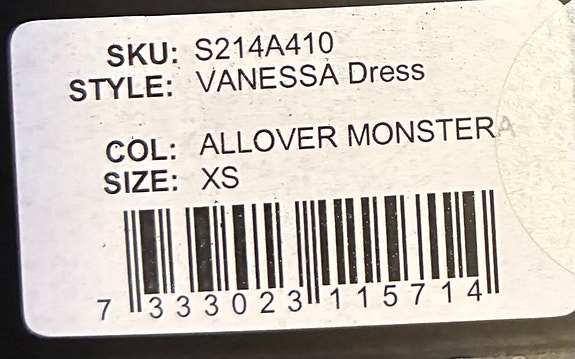 SKU: S214A410
STYLE: VANESSA Dress
COL: ALLOVER MONSTERA
SIZE: XS
7 333023 115714